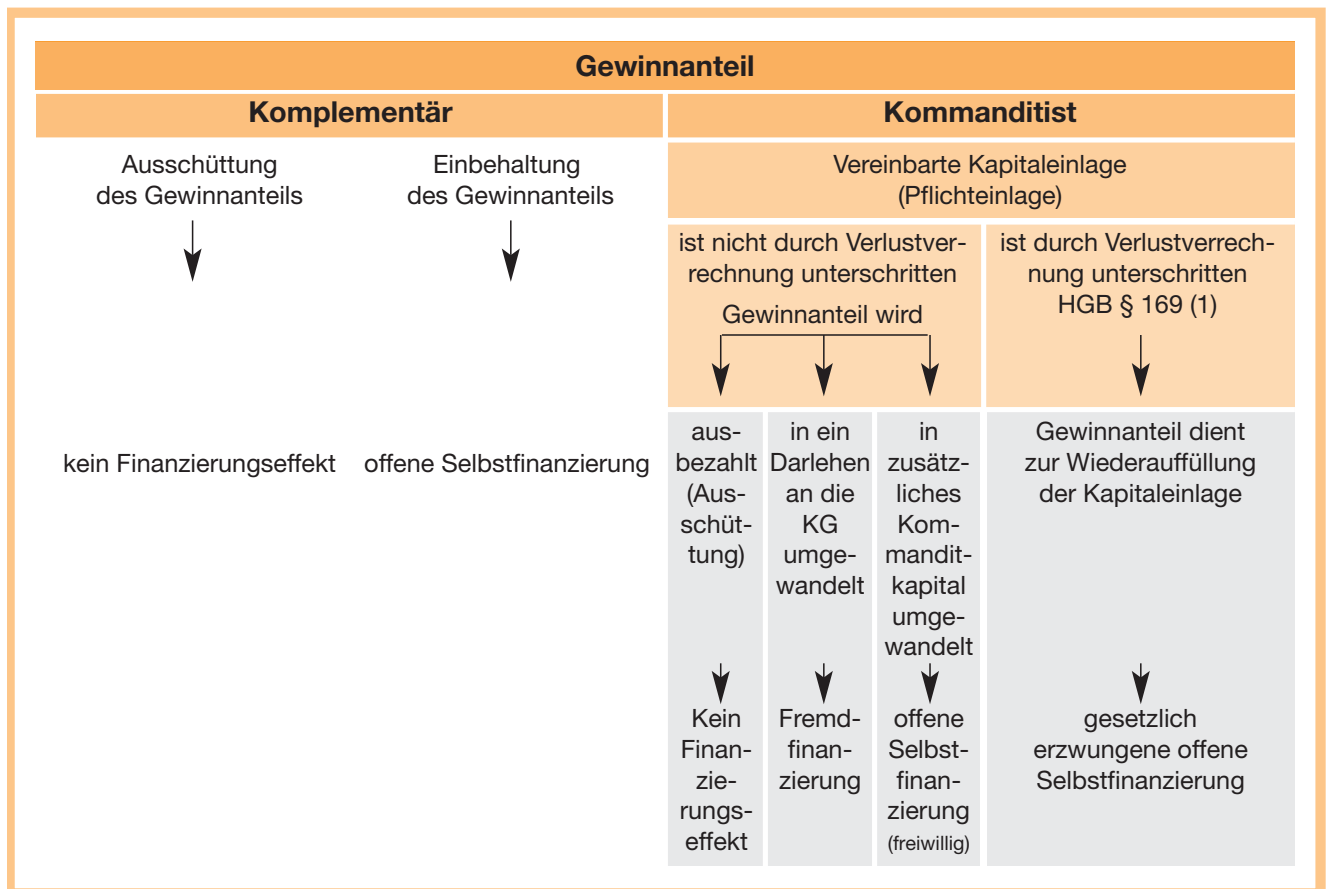 Gewinnanteil
Komplementär
Kommanditist
Ausschüttung
des Gewinnanteils
Einbehaltung
des Gewinnanteils
Vereinbarte Kapitaleinlage
(Pflichteinlage)
ist nicht durch Verlustver-
rechnung unterschritten
Gewinnanteil wird
ist durch Verlustverrech-
nung unterschritten
HGB § 169 (1)
kein Finanzierungseffekt
offene Selbstfinanzierung
aus-
bezahlt
(Aus-
schüt-
tung)
in ein
Darlehen
an die
KG
umge-
wandelt
in
zusätz-
liches
Kom-
mandit-
kapital
umge-
wandelt
Gewinnanteil dient
zur Wiederauffüllung
der Kapitaleinlage
Kein
Finan-
zie-
rungs-
effekt
Fremd-
finan-
zierung
offene
Selbst-
finan-
zierung
(freiwillig)
gesetzlich
erzwungene offene
Selbstfinanzierung